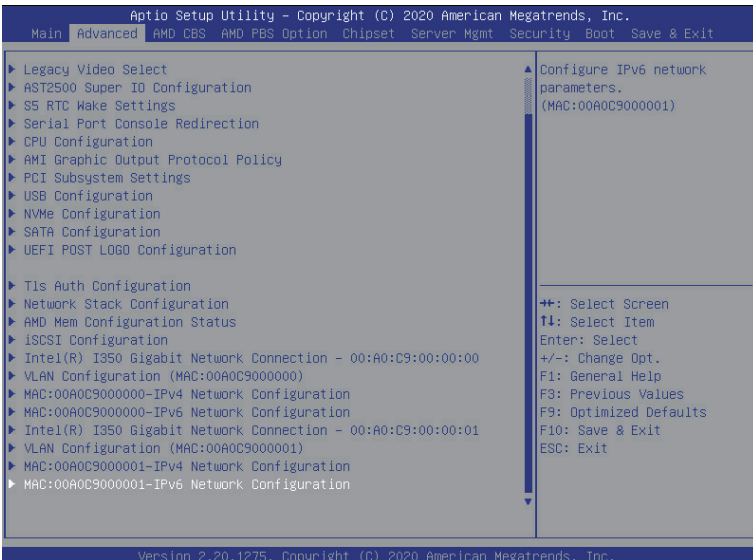 Aptio Setup Utility – Copyright (C) 2020 American Megatrends, Inc.
Main Advanced AMD CBS AMD PBS Option Chipset Server Mgmt Security Boot Save & Exit
Legacy Video Select
AST2500 Super IO Configuration
S5 RTC Wake Settings
Serial Port Console Redirection
CPU Configuration
AMI Graphic Output Protocol Policy
PCI Subsystem Settings
USB Configuration
NVMe Configuration
SATA Configuration
UEFI POST LOGO Configuration
Tls Auth Configuration
Network Stack Configuration
AMD Mem Configuration Status
iSCSI Configuration
Intel(R) I350 Gigabit Network Connection – 00:A0:C9:00:00:00
VLAN Configuration (MAC:00A0C9000000)
MAC:00A0C9000000-IPv4 Network Configuration
MAC:00A0C9000000-IPv6 Network Configuration
Intel(R) I350 Gigabit Network Connection – 00:A0:C9:00:00:01
VLAN Configuration (MAC:00A0C9000001)
MAC:00A0C9000001-IPv4 Network Configuration
MAC:00A0C9000001-IPv6 Network Configuration
Configure IPv6 network
parameters.
(MAC:00A0C9000001)
→←: Select Screen
↑↓: Select Item
Enter: Select
+/-: Change Opt.
F1: General Help
F3: Previous Values
F9: Optimized Defaults
F10: Save & Exit
ESC: Exit
Version 2.20.1275. Copyright (C) 2020 American Megatrends, Inc.